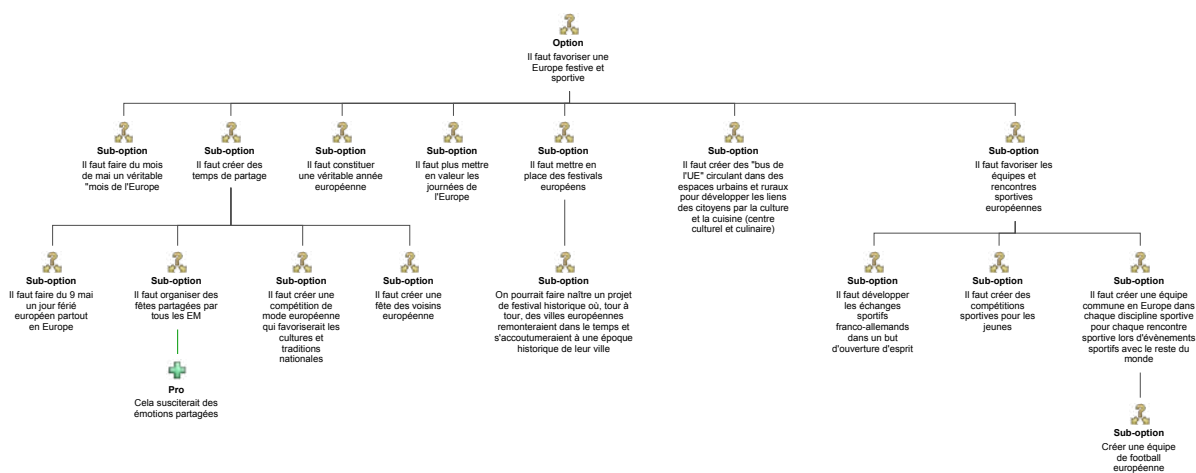 Option
Il faut favoriser une
Europe festive et
sportive
Sub-option
Il faut faire du mois
de mai un véritable
"mois de l'Europe
Sub-option
Il faut créer des
temps de partage
Sub-option
Il faut constituer
une véritable année
européenne
Sub-option
Il faut plus mettre
en valeur les
journées de
l'Europe
Sub-option
Il faut mettre en
place des festivals
européens
Sub-option
Il faut créer des "bus
de l'UE" circulant dans des
espaces urbains et ruraux
pour développer les liens
des citoyens par la culture
et la cuisine (centre
culturel et culinaire)
Sub-option
Il faut favoriser les
équipes et
rencontres
sportives
européennes
Sub-option
Il faut faire du 9 mai
un jour férié
européen partout
en Europe
Sub-option
Il faut organiser des
fêtes partagées par
tous les EM
Sub-option
Il faut créer une
compétition de
mode européenne
qui favoriserait les
cultures et
traditions
nationales
Sub-option
Il faut créer une
fête des voisins
européenne
Sub-option
On pourrait faire naître un projet
de festival historique où, tour à
tour, des villes européennes
remonteraient dans le temps et
s'accoutumeraient à une époque
historique de leur ville
Sub-option
Il faut développer
les échanges
sportifs
franco-allemands
dans un but
d'ouverture d'esprit
Sub-option
Il faut créer des
compétitions
sportives pour les
jeunes
Sub-option
Il faut créer une équipe
commune en Europe dans
chaque discipline sportive
pour chaque rencontre
sportive lors d'évènements
sportifs avec le reste du
monde
Pro
Cela susciterait des
émotions partagées
Sub-option
Créer une équipe
de football
européenne